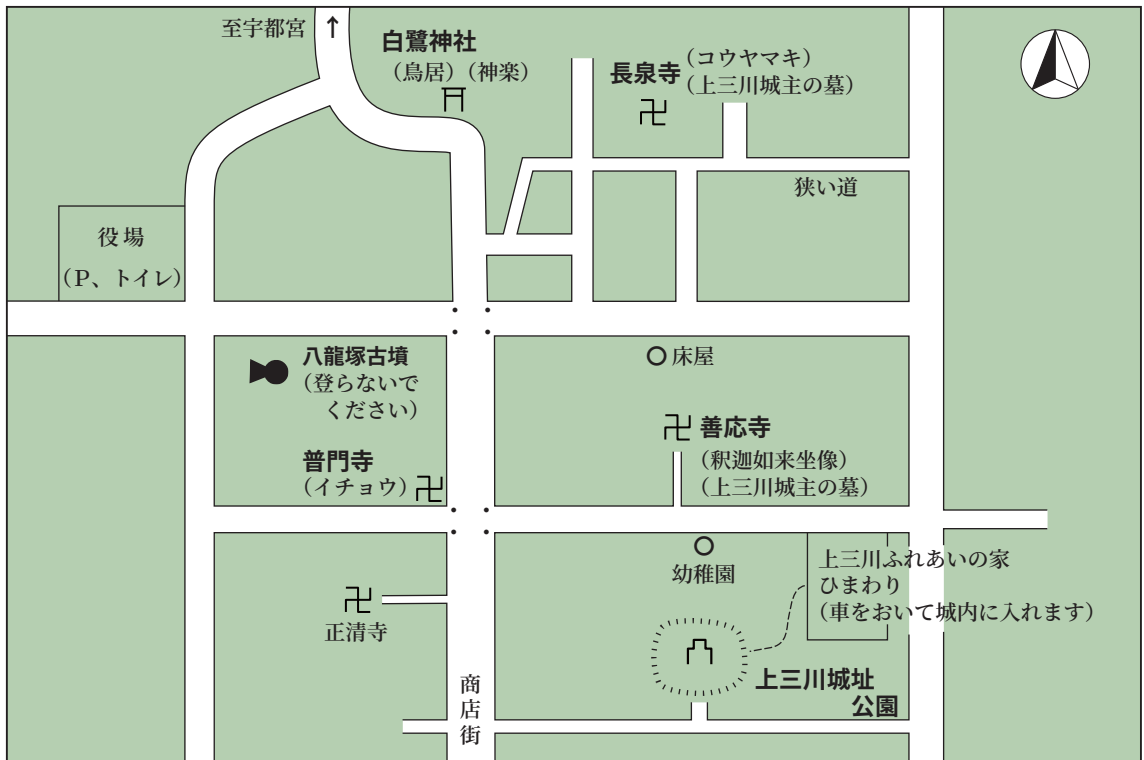 至宇都宮
↑
白鷺神社
（鳥居）（神楽）
長泉寺
（コウヤマキ）
（上三川城主の墓）
狭い道
役場
（P、トイレ）
八龍塚古墳
（登らないで
ください）
床屋
善応寺
（釈迦如来坐像）
（上三川城主の墓）
普門寺
（イチョウ）
幼稚園
上三川ふれあいの家
ひまわり
（車をおいて城内に入れます）
正清寺
上三川城址
公園
商店街